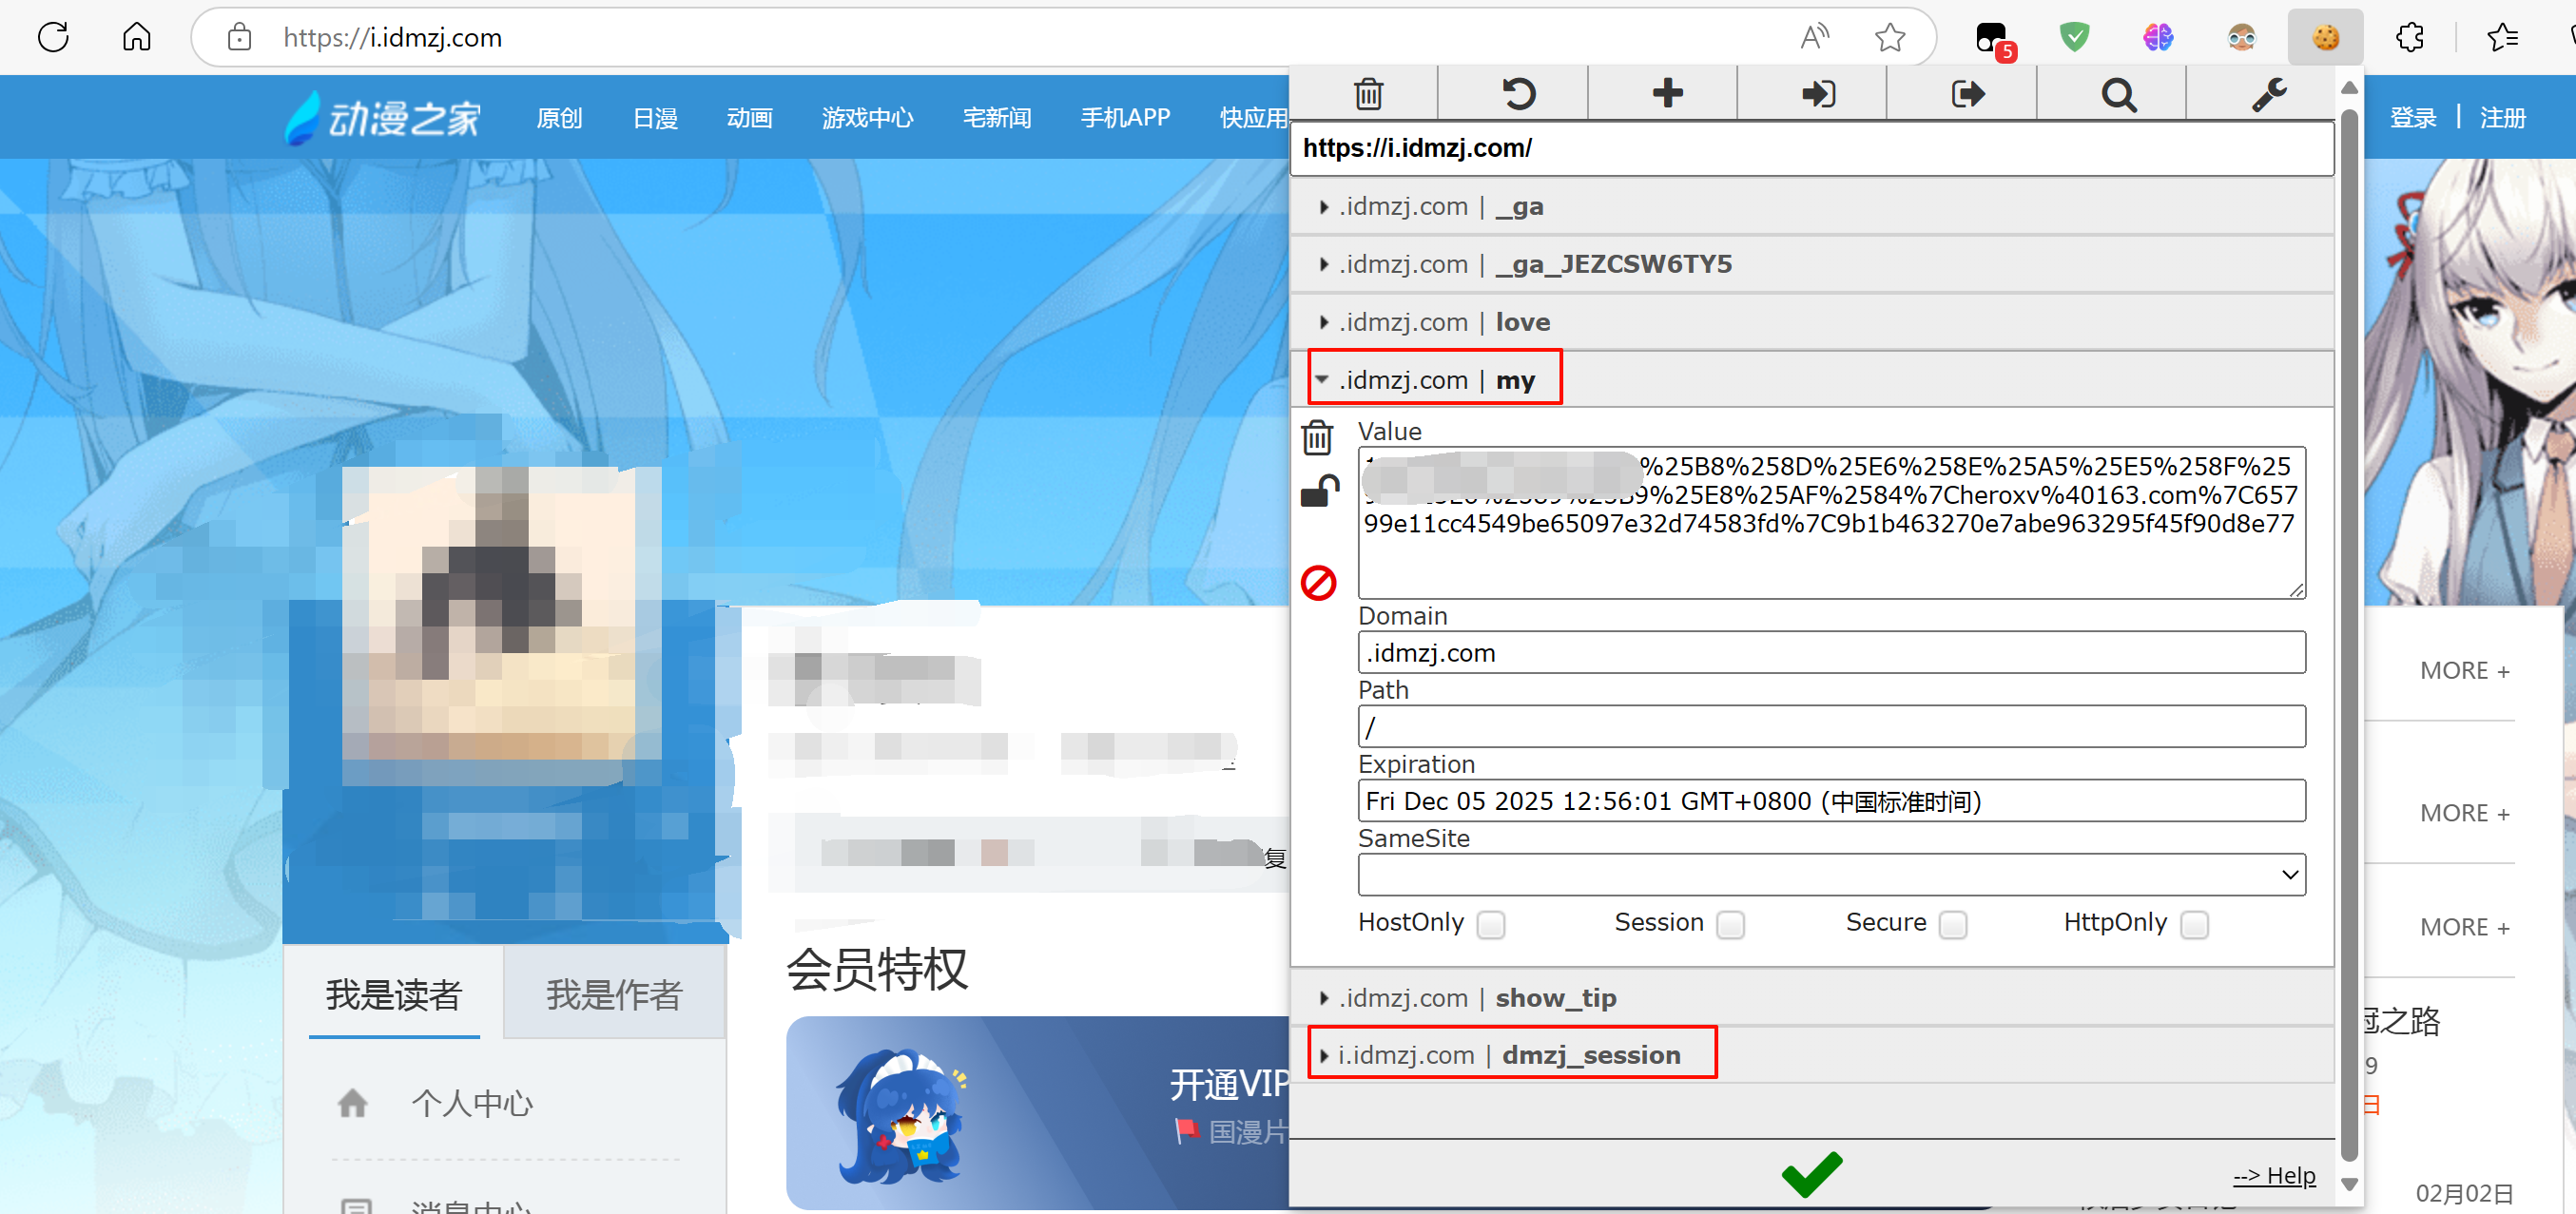 https://i.idmzj.com
5
动漫之家
原创
日漫
动画
游戏中心
宅新闻
手机APP
快应用
登录 | 注册
https://i.idmzj.com/
.idmzj.com | _ga
.idmzj.com | _ga_JEZCSW6TY5
.idmzj.com | love
.idmzj.com | my
Value
%25B8%258D%25E6%258E%25A5%25E5%258F%25
B9%25E8%25AF%2584%7Cheroxv%40163.com%7C657
99e11cc4549be65097e32d74583fd%7C9b1b463270e7abe963295f45f90d8e77
Domain
.idmzj.com
Path
/
Expiration
Fri Dec 05 2025 12:56:01 GMT+0800 (中国标准时间)
SameSite
HostOnly
Session
Secure
HttpOnly
.idmzj.com | show_tip
i.idmzj.com | dmzj_session
--> Help
复
会员特权
我是读者
我是作者
个人中心
消息中心
开通VIP
国漫片
MORE +
MORE +
MORE +
冠之路
9
日
02月02日